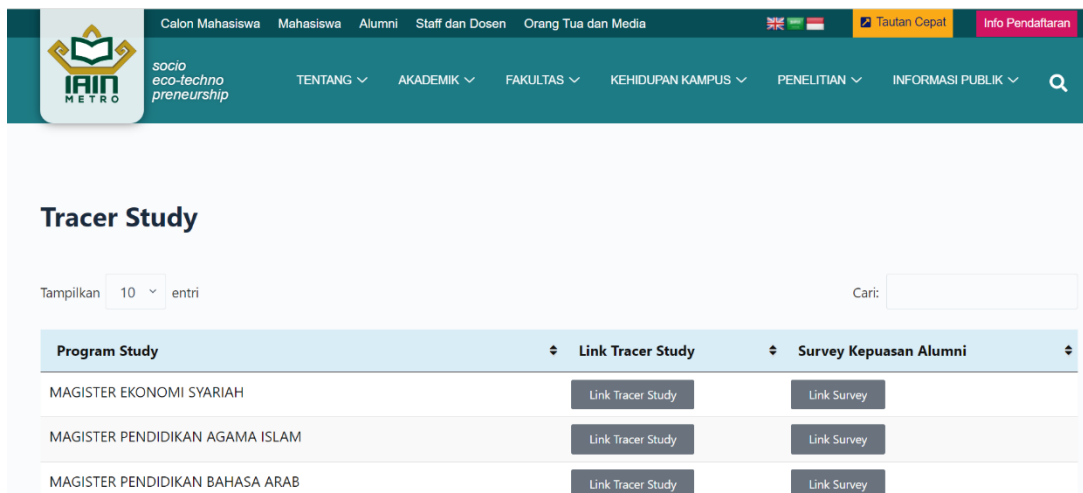 Calon Mahasiswa Mahasiswa Alumni Staff dan Dosen Orang Tua dan Media Tautan Cepat Info Pendaftaran
IAIN
METRO
socio
eco-techno
preneurship
TENTANG AKADEMIK FAKULTAS KEHIDUPAN KAMPUS PENELITIAN INFORMASI PUBLIK
Tracer Study
Tampilkan 10 entri Cari:
Program Study Link Tracer Study Survey Kepuasan Alumni
MAGISTER EKONOMI SYARIAH Link Tracer Study Link Survey
MAGISTER PENDIDIKAN AGAMA ISLAM Link Tracer Study Link Survey
MAGISTER PENDIDIKAN BAHASA ARAB Link Tracer Study Link Survey